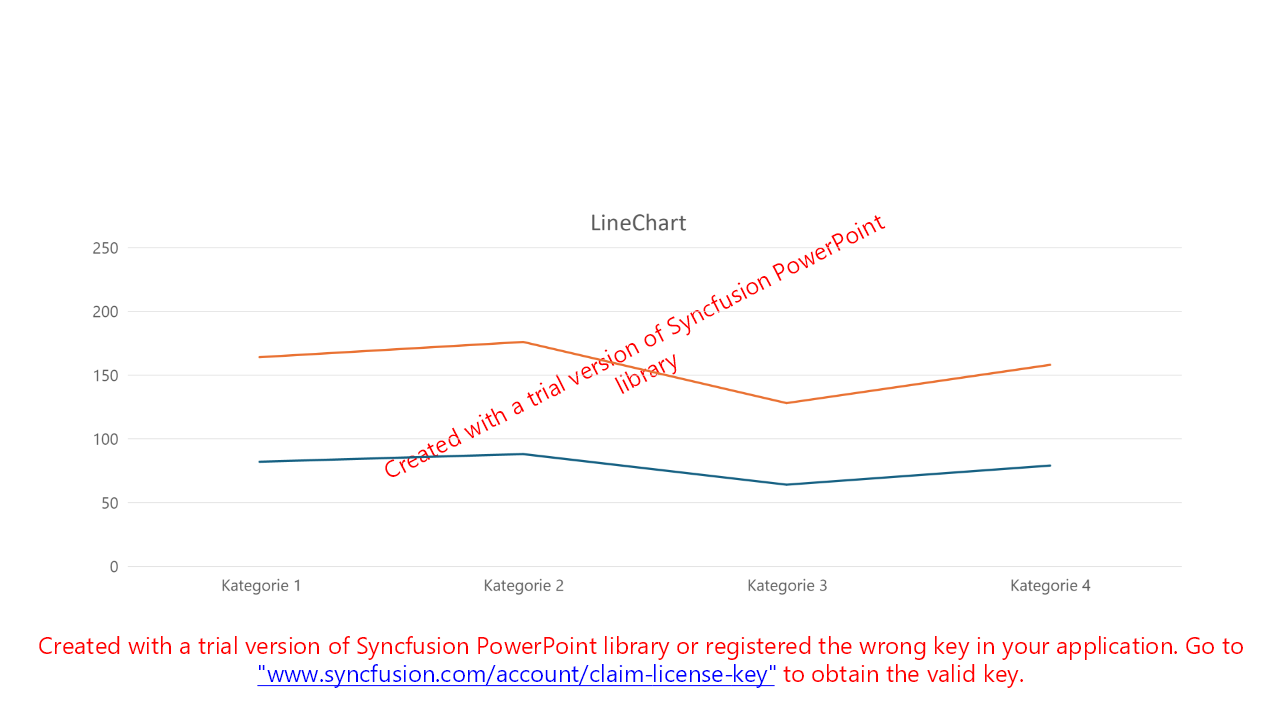 LineChart
250
200
150
100
50
0
Created with a trial version of Syncfusion PowerPoint
library
Kategorie 1 Kategorie 2 Kategorie 3 Kategorie 4
Created with a trial version of Syncfusion PowerPoint library or registered the wrong key in your application. Go to
"www.syncfusion.com/account/claim-license-key" to obtain the valid key.